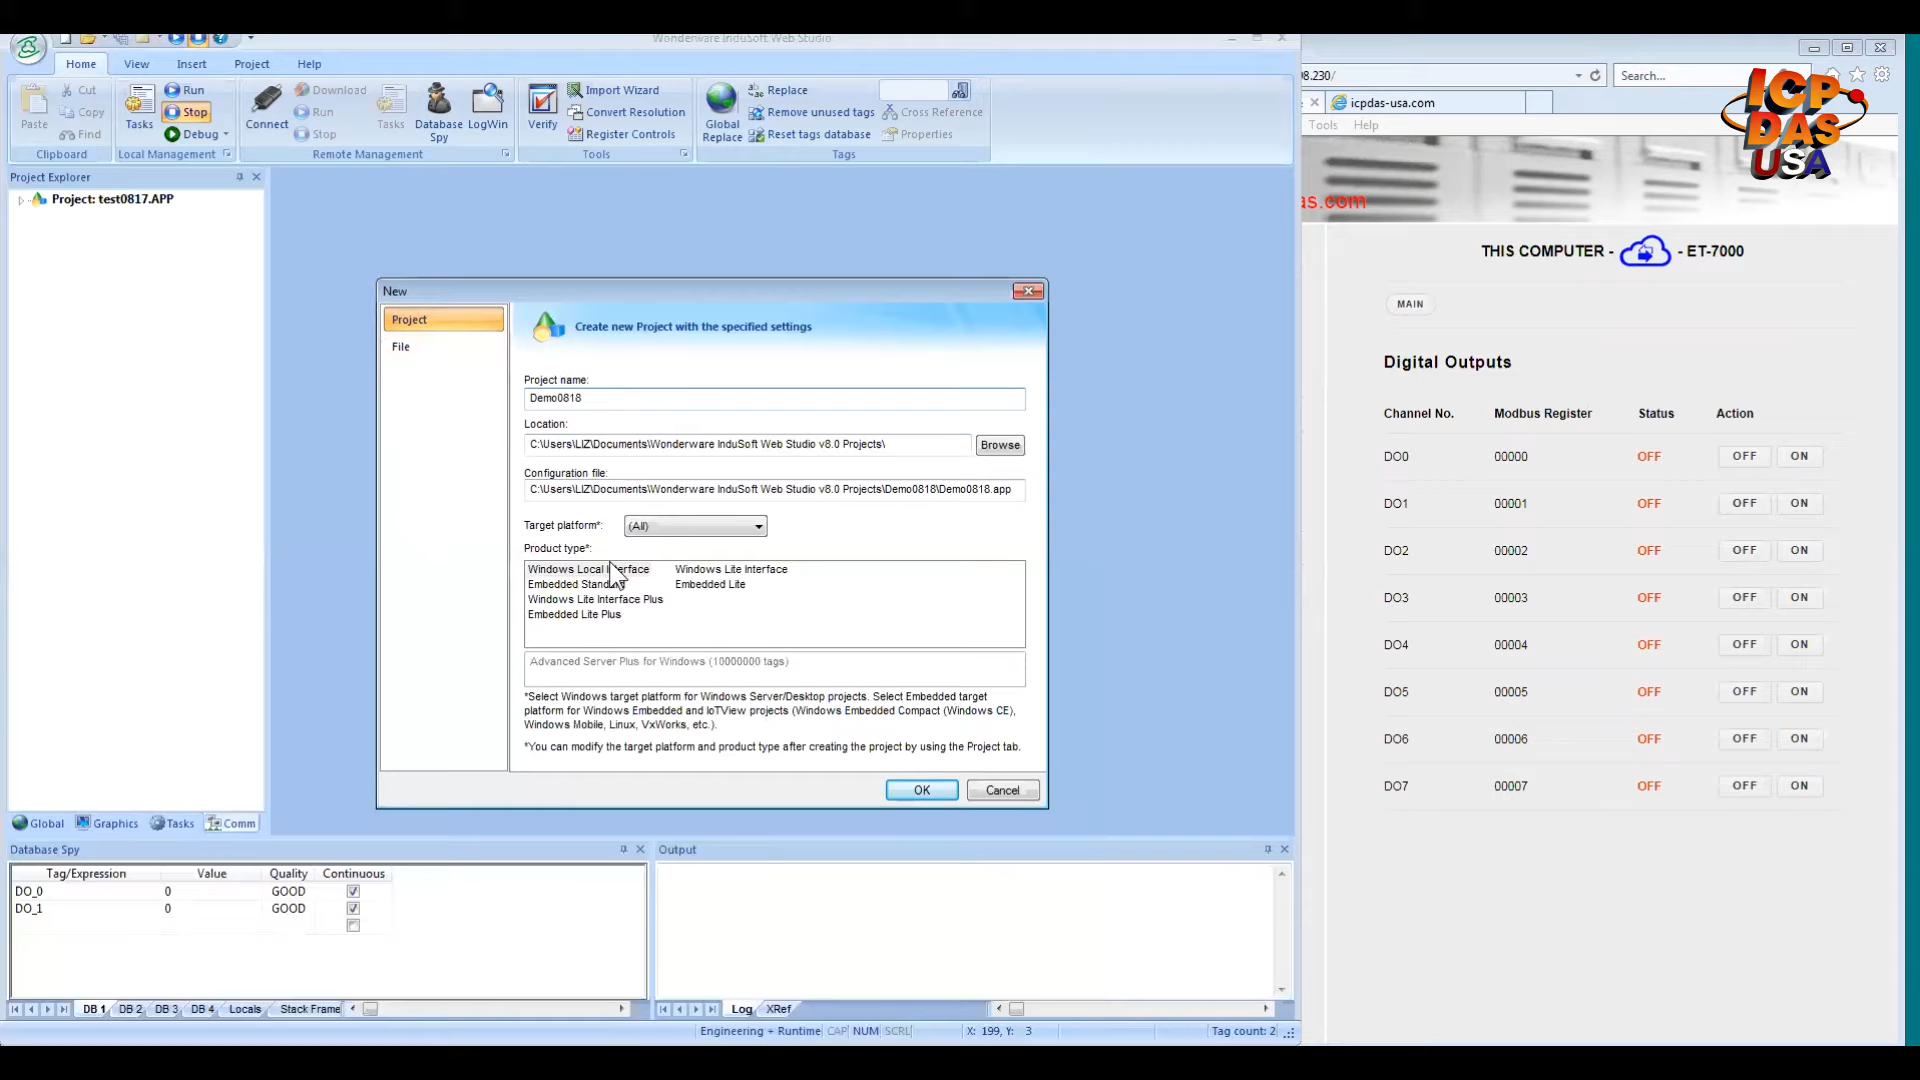 Wonderware InduSoft Web Studio
Home View Insert Project Help
Paste
Cut
Copy
Find
Clipboard
Tasks
Run
Stop
Debug
Local Management
Connect
Download
Run
Stop
Tasks
Database Spy
LogWin
Remote Management
Verify
Import Wizard
Convert Resolution
Register Controls
Tools
Global Replace
Replace
Remove unused tags
Reset tags database
Cross Reference
Properties
Tags
Project Explorer
Project: test0817.APP
Global Graphics Tasks Comm
New
Project
File
Create new Project with the specified settings
Project name:
Demo0818
Location:
C:\Users\LIZ\Documents\Wonderware InduSoft Web Studio v8.0 Projects\
Browse
Configuration file:
C:\Users\LIZ\Documents\Wonderware InduSoft Web Studio v8.0 Projects\Demo0818\Demo0818.app
Target platform*: (All)
Product type*:
Windows Local Interface Windows Lite Interface
Embedded Standard Embedded Lite
Windows Lite Interface Plus
Embedded Lite Plus
Advanced Server Plus for Windows (10000000 tags)
*Select Windows target platform for Windows Server/Desktop projects. Select Embedded target
platform for Windows Embedded and IoTView projects (Windows Embedded Compact (Windows CE),
Windows Mobile, Linux, VxWorks, etc.).
*You can modify the target platform and product type after creating the project by using the Project tab.
OK Cancel
Database Spy
Tag/Expression Value Quality Continuous
DO_0 0 GOOD
DO_1 0 GOOD
DB 1 DB 2 DB 3 DB 4 Locals Stack Frame
Output
Log XRef
Engineering + Runtime CAP NUM SCRL X: 199, Y: 3 Tag count: 2
8.230/
Search...
icpdas-usa.com
Tools Help
ICP
DAS
USA
as.com
THIS COMPUTER - - ET-7000
MAIN
Digital Outputs
Channel No. Modbus Register Status Action
DO0 00000 OFF OFF ON
DO1 00001 OFF OFF ON
DO2 00002 OFF OFF ON
DO3 00003 OFF OFF ON
DO4 00004 OFF OFF ON
DO5 00005 OFF OFF ON
DO6 00006 OFF OFF ON
DO7 00007 OFF OFF ON